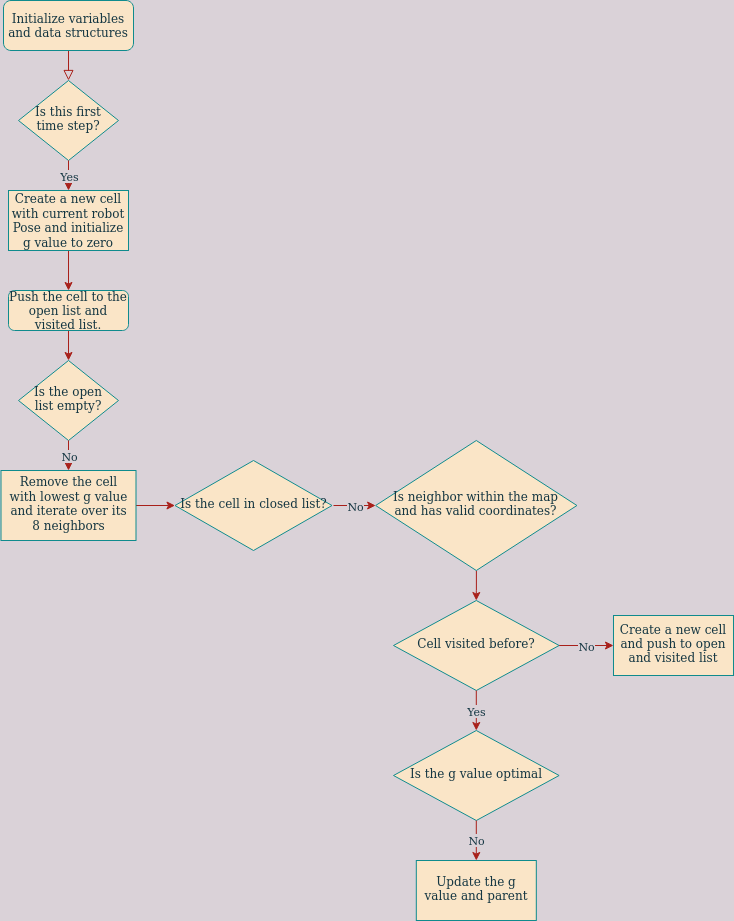 Initialize variables
and data structures
Is this first
time step?
Yes
Create a new cell
with current robot
Pose and initialize
g value to zero
Push the cell to the
open list and
visited list.
Is the open
list empty?
No
Remove the cell
with lowest g value
and iterate over its
8 neighbors
Is the cell in closed list?
No
Is neighbor within the map
and has valid coordinates?
Cell visited before?
No
Create a new cell
and push to open
and visited list
Yes
Is the g value optimal
No
Update the g
value and parent